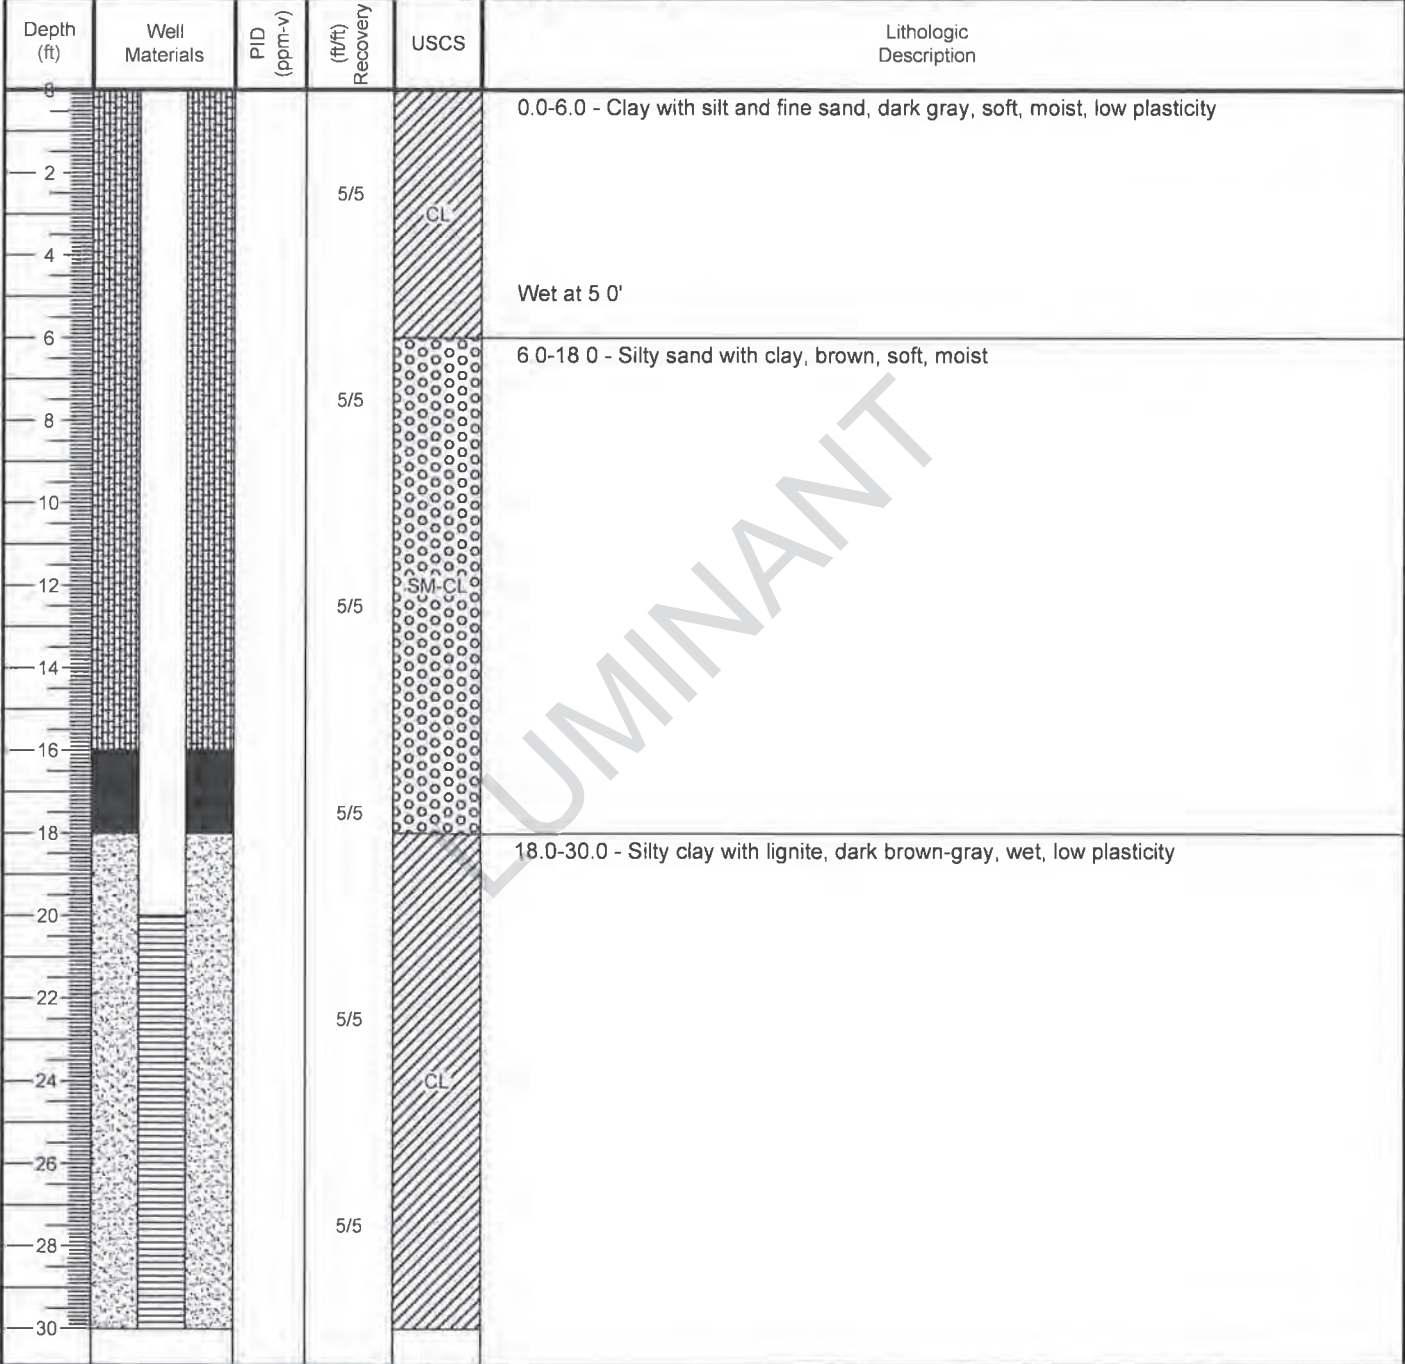 Depth
(ft)
Well
Materials
PID
(ppm-v)
(ft/ft)
Recovery
USCS
Lithologic
Description
0.0-6.0 - Clay with silt and fine sand, dark gray, soft, moist, low plasticity
2
5/5
CL
4
Wet at 5 0'
6
6 0-18 0 - Silty sand with clay, brown, soft, moist
5/5
8
10
12
5/5
SM-CL
14
16
5/5
18
18.0-30.0 - Silty clay with lignite, dark brown-gray, wet, low plasticity
20
22
5/5
24
CL
26
5/5
28
30
LUMINANT